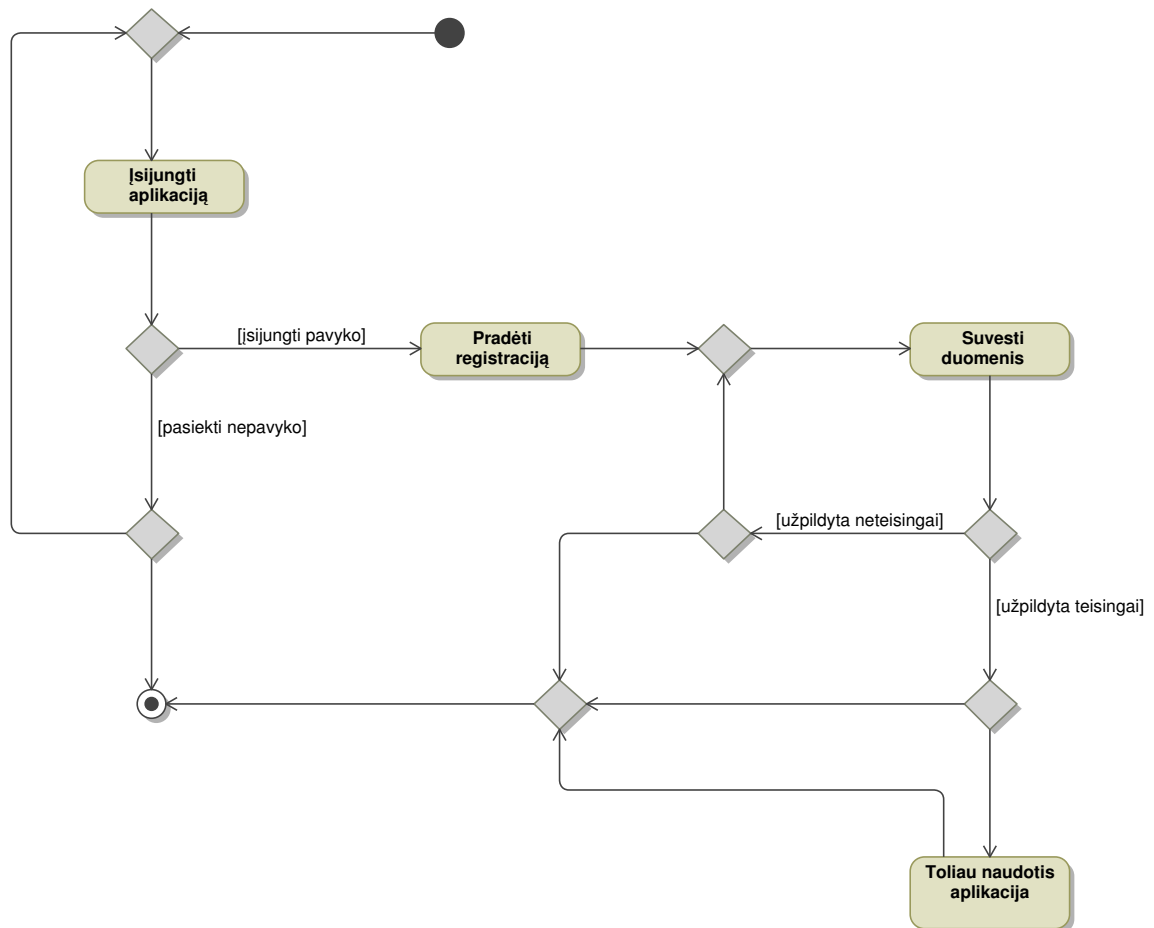 Įsijungti
aplikaciją
[įsijungti pavyko]
Pradėti
registraciją
Suvesti
duomenis
[pasiekti nepavyko]
[užpildyta neteisingai]
[užpildyta teisingai]
Toliau naudotis
aplikacija